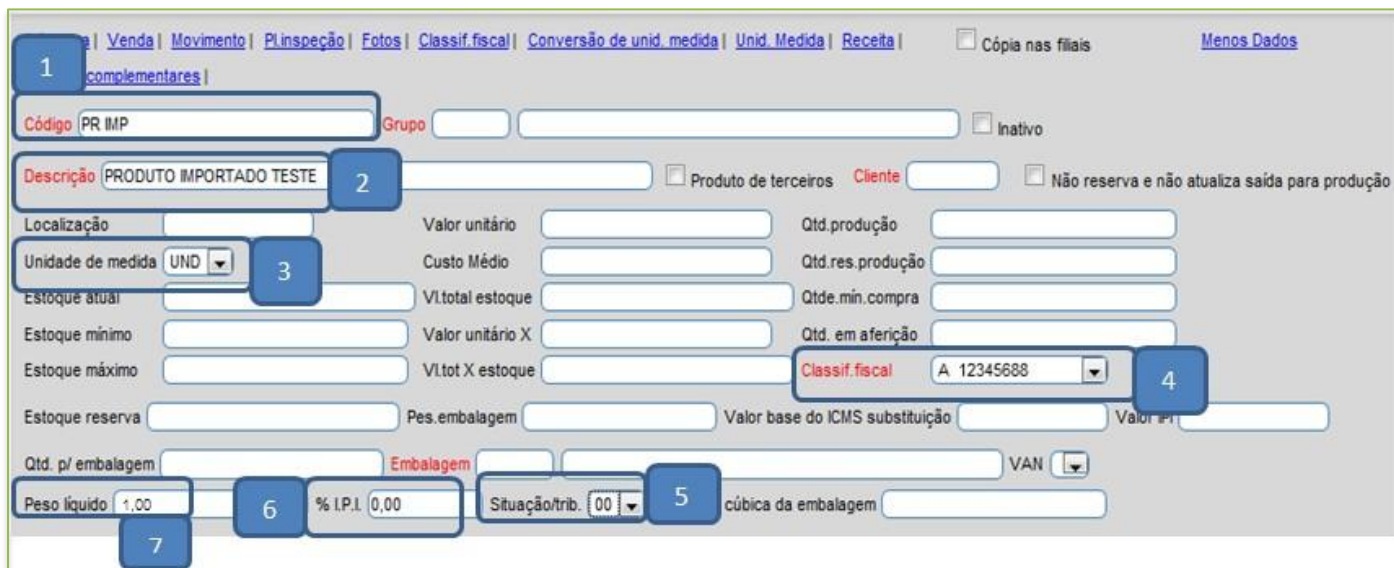 | Venda | Movimento | Pl.inspeção | Fotos | Classif.fiscal | Conversão de unid. medida | Unid. Medida | Receita | Cópia nas filiais Menos Dados
1
complementares |
Código PR IMP Grupo Inativo
Descrição PRODUTO IMPORTADO TESTE 2 Produto de terceiros Cliente Não reserva e não atualiza saída para produção
Localização Valor unitário Qtd.produção
Unidade de medida UND 3 Custo Médio Qtd.res.produção
Estoque atual Vl.total estoque Qtde.mín.compra
Estoque mínimo Valor unitário X Qtd. em aferição
Estoque máximo Vl.tot X estoque Classif.fiscal A 12345688 4
Estoque reserva Pes.embalagem Valor base do ICMS substituição Valor IPI
Qtd. p/ embalagem Embalagem VAN
Peso líquido 1,00 6 % I.P.I. 0,00 Situação/trib. 00 5 cúbica da embalagem
7